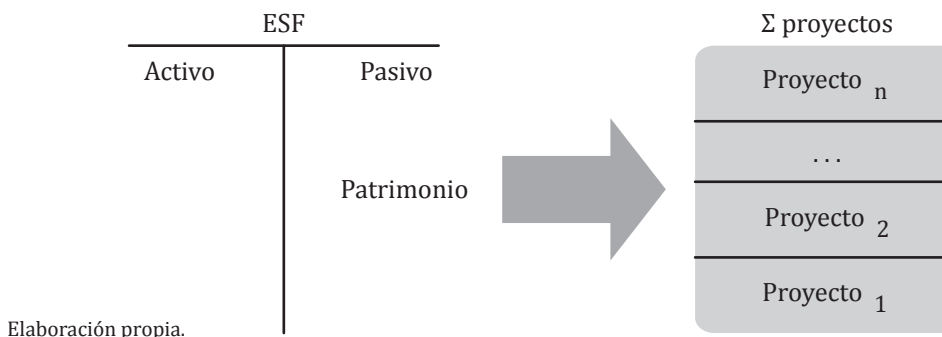 ESF
Activo
Pasivo
Patrimonio
Σ proyectos
Proyecto n
. . .
Proyecto 2
Proyecto 1
Elaboración propia.